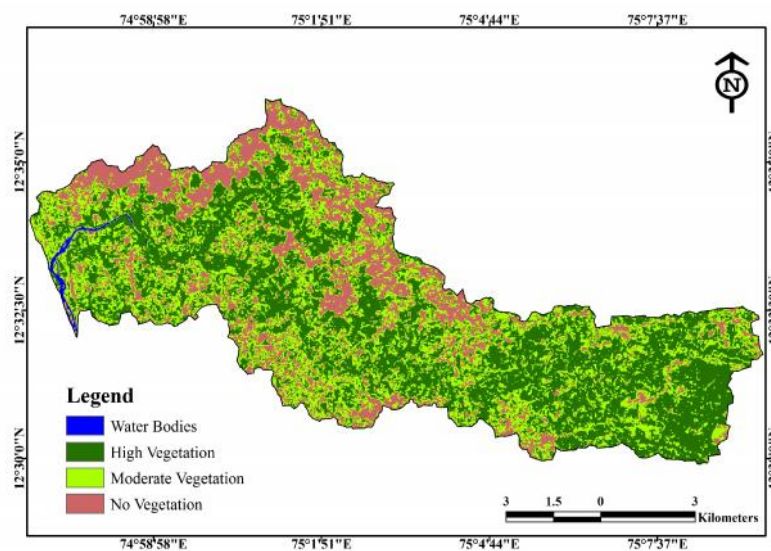 74°58'58"E 75°1'51"E 75°4'44"E 75°7'37"E
N
12°35'0"N
12°32'30"N
12°30'0"N
Legend
Water Bodies
High Vegetation
Moderate Vegetation
No Vegetation
3 1.5 0 3
Kilometers
74°58'58"E 75°1'51"E 75°4'44"E 75°7'37"E